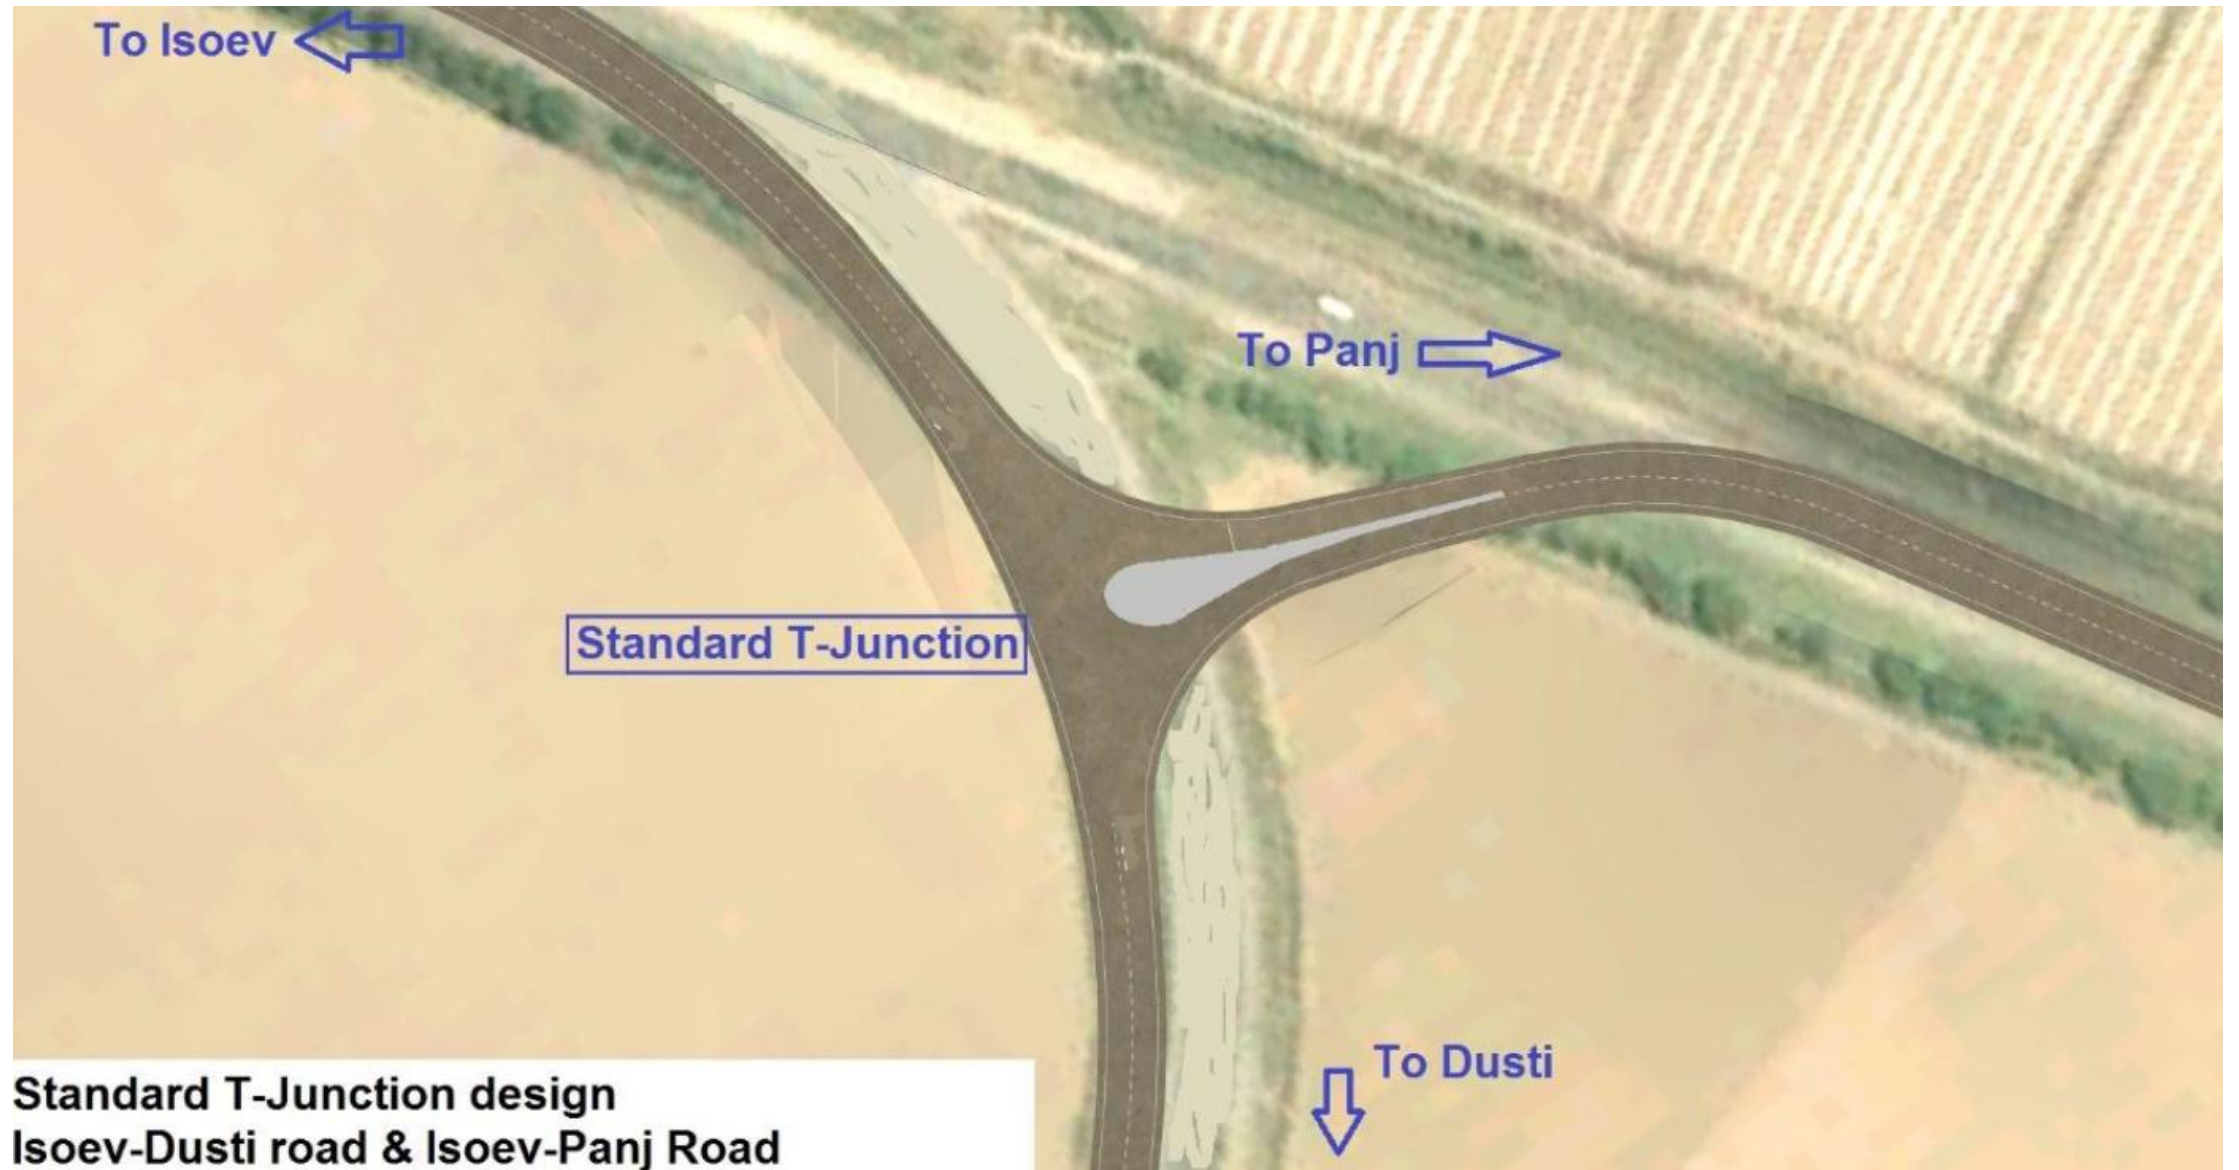 To Isoev
To Panj
Standard T-Junction
To Dusti
Standard T-Junction design
Isoev-Dusti road & Isoev-Panj Road